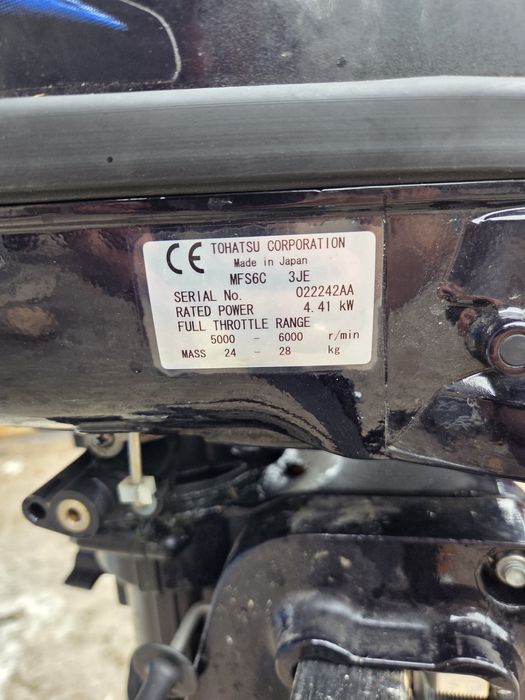 CE TOHATSU CORPORATION
Made in Japan
MFS6C 3JE
SERIAL No. 022242AA
RATED POWER 4.41 kW
FULL THROTTLE RANGE
5000 - 6000 r/min
MASS 24 - 28 kg